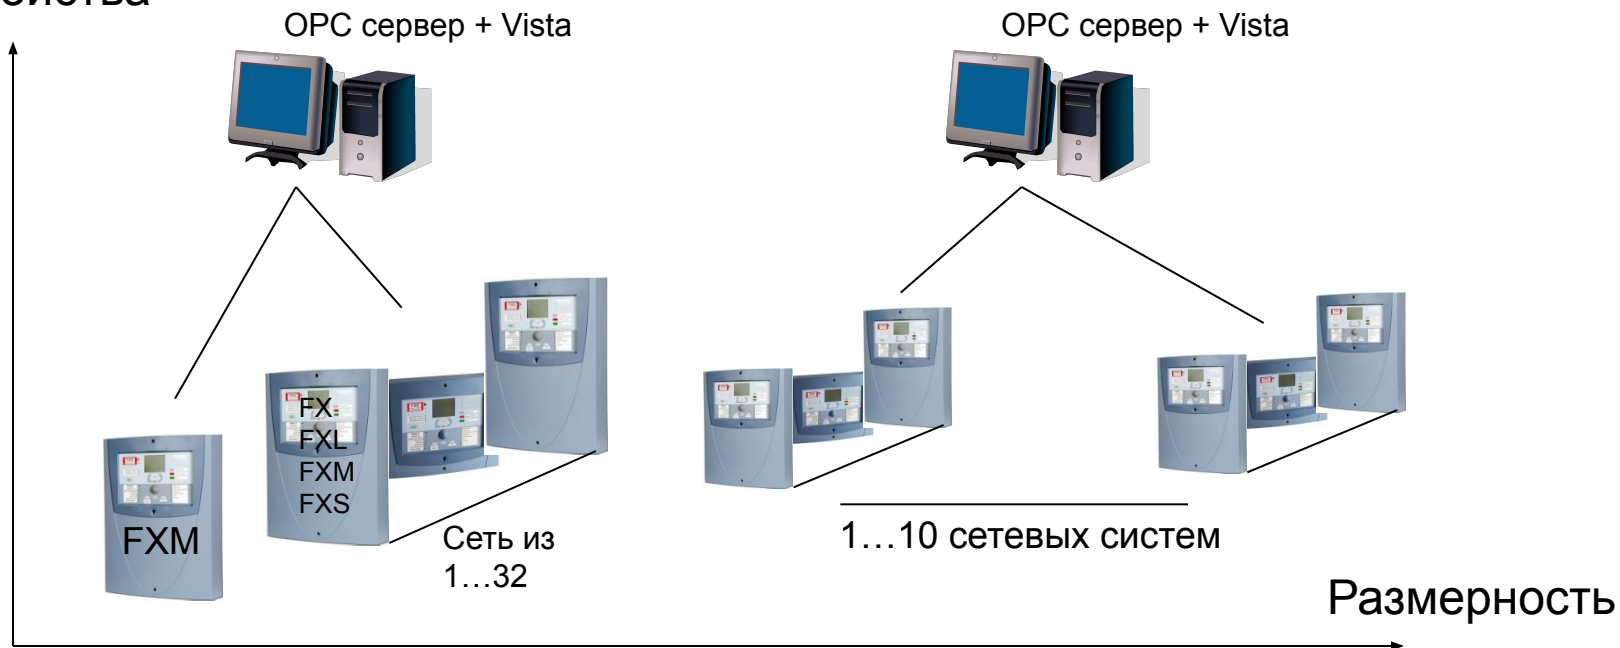 OPC сервер + Vista
OPC сервер + Vista
FX
FXL
FXM
FXS
FXM
Сеть из
1…32
1…10 сетевых систем
Размерность